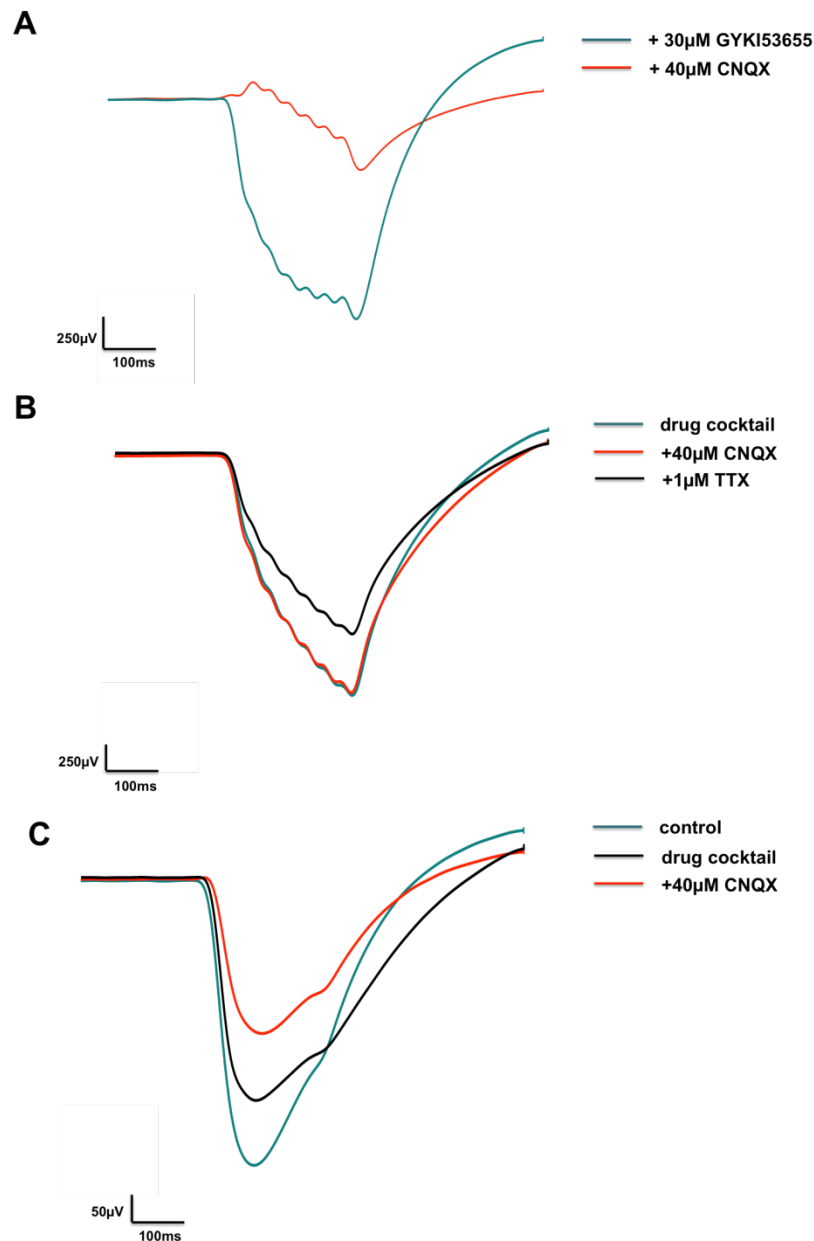 A
+ 30µM GYKI53655
+ 40µM CNQX
250µV
100ms
B
drug cocktail
+40µM CNQX
+1µM TTX
250µV
100ms
C
control
drug cocktail
+40µM CNQX
50µV
100ms